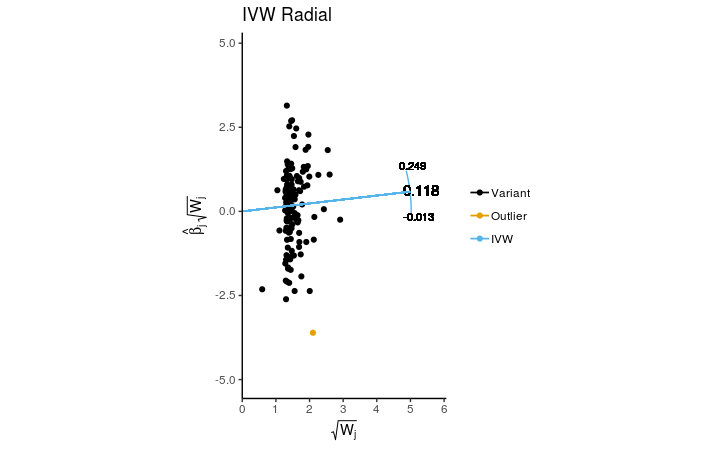 IVW Radial
5.0
2.5
0.0
-2.5
-5.0
β̂j√Wj
0.249
0.118
-0.013
Variant
Outlier
IVW
0 1 2 3 4 5 6
√Wj